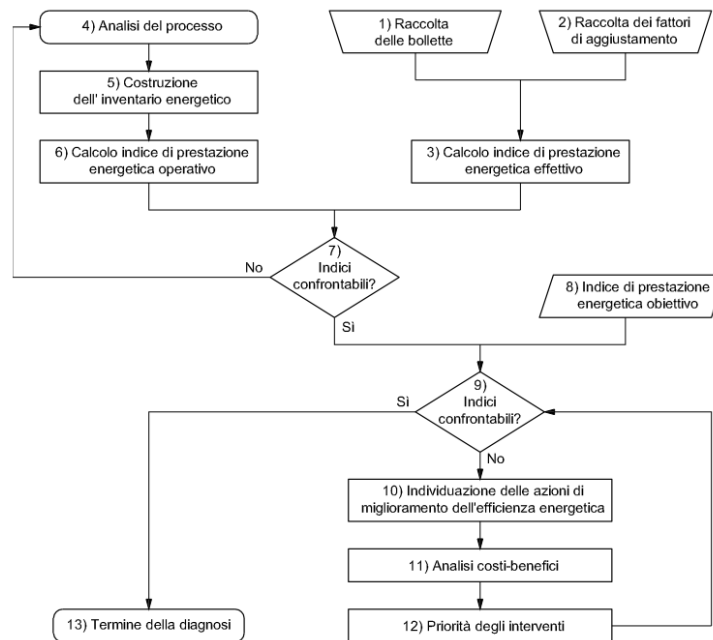 4) Analisi del processo
1) Raccolta
delle bollette
2) Raccolta dei fattori
di aggiustamento
5) Costruzione
dell' inventario energetico
6) Calcolo indice di prestazione
energetica operativo
3) Calcolo indice di prestazione
energetica effettivo
7)
Indici
confrontabili?
No
Sì
8) Indice di prestazione
energetica obiettivo
9)
Indici
confrontabili?
Sì
No
10) Individuazione delle azioni di
miglioramento dell'efficienza energetica
11) Analisi costi-benefici
12) Priorità degli interventi
13) Termine della diagnosi